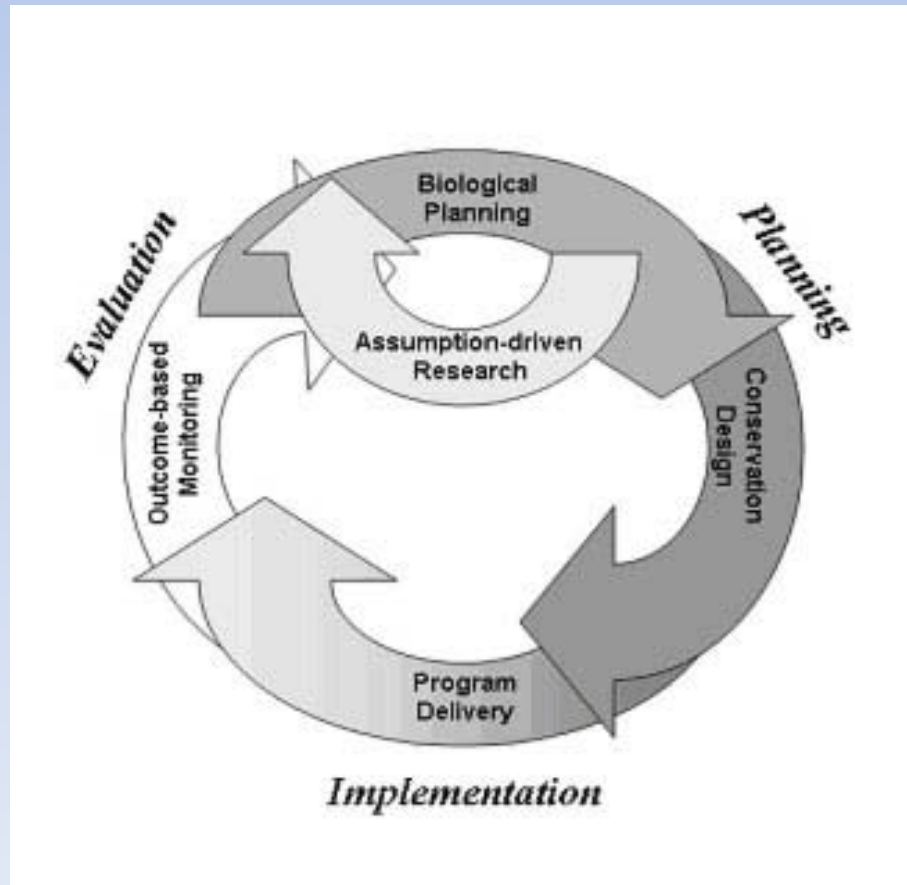 Biological
Planning
Planning
Evaluation
Assumption-driven
Research
Conservation
Design
Outcome-based
Monitoring
Program
Delivery
Implementation